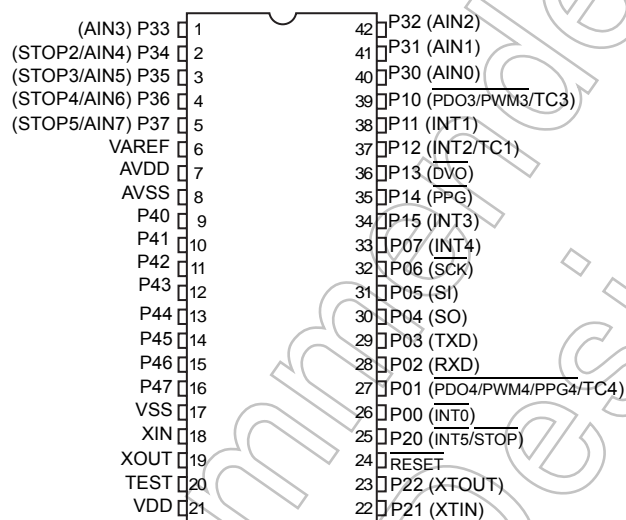 (AIN3) P33 1 42 P32 (AIN2)
(STOP2/AIN4) P34 2 41 P31 (AIN1)
(STOP3/AIN5) P35 3 40 P30 (AIN0)
(STOP4/AIN6) P36 4 39 P10 (PDO3/PWM3/TC3)
(STOP5/AIN7) P37 5 38 P11 (INT1)
VAREF 6 37 P12 (INT2/TC1)
AVDD 7 36 P13 (DVO)
AVSS 8 35 P14 (PPG)
P40 9 34 P15 (INT3)
P41 10 33 P07 (INT4)
P42 11 32 P06 (SCK)
P43 12 31 P05 (SI)
P44 13 30 P04 (SO)
P45 14 29 P03 (TXD)
P46 15 28 P02 (RXD)
P47 16 27 P01 (PDO4/PWM4/PPG4/TC4)
VSS 17 26 P00 (INT0)
XIN 18 25 P20 (INT5/STOP)
XOUT 19 24 RESET
TEST 20 23 P22 (XTOUT)
VDD 21 22 P21 (XTIN)